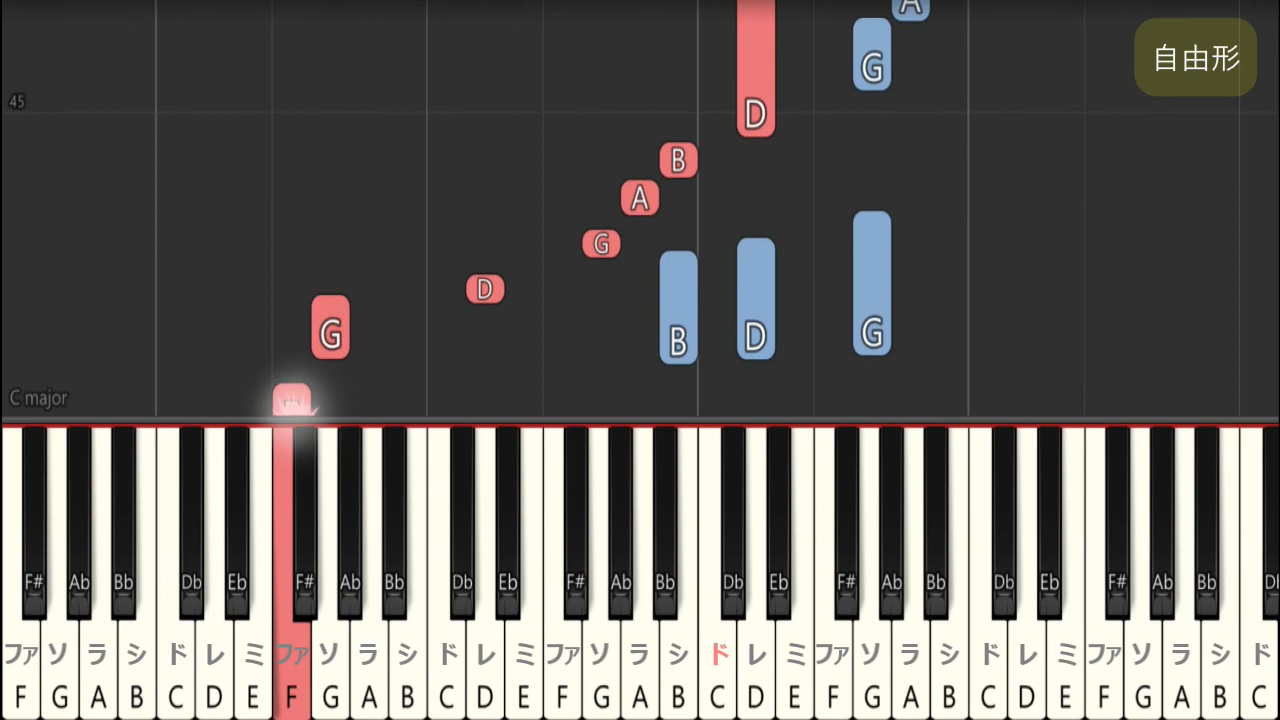 A
自由形
G
45
D
B
A
G
D
G
B
D
G
C major
F# Ab Bb Db Eb F# Ab Bb Db Eb F# Ab Bb Db Eb F# Ab Bb Db Eb F# Ab Bb
ファ ソ ラ シ ド レ ミ ファ ソ ラ シ ド レ ミ ファ ソ ラ シ ド レ ミ ファ ソ ラ シ ド レ ミ ファ ソ ラ シ ド
F G A B C D E F G A B C D E F G A B C D E F G A B C D E F G A B C